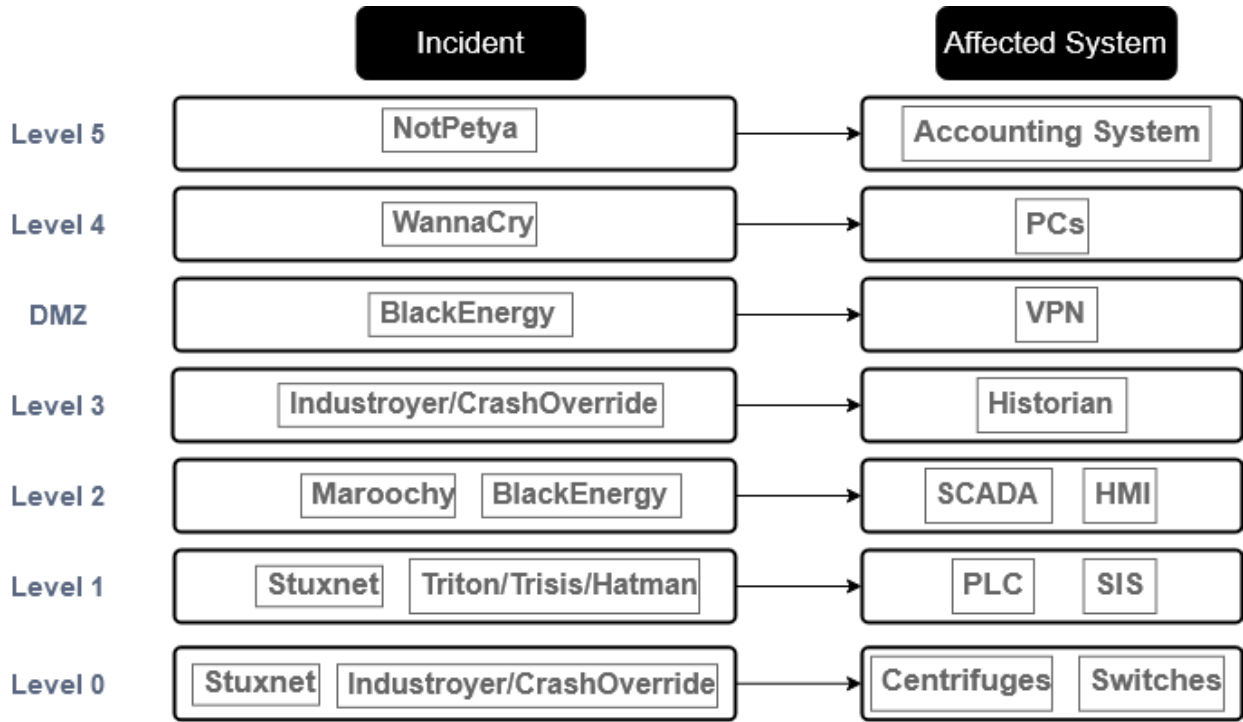 Incident Affected System
Level 5 NotPetya Accounting System
Level 4 WannaCry PCs
DMZ BlackEnergy VPN
Level 3 Industroyer/CrashOverride Historian
Level 2 Maroochy BlackEnergy SCADA HMI
Level 1 Stuxnet Triton/Trisis/Hatman PLC SIS
Level 0 Stuxnet Industroyer/CrashOverride Centrifuges Switches